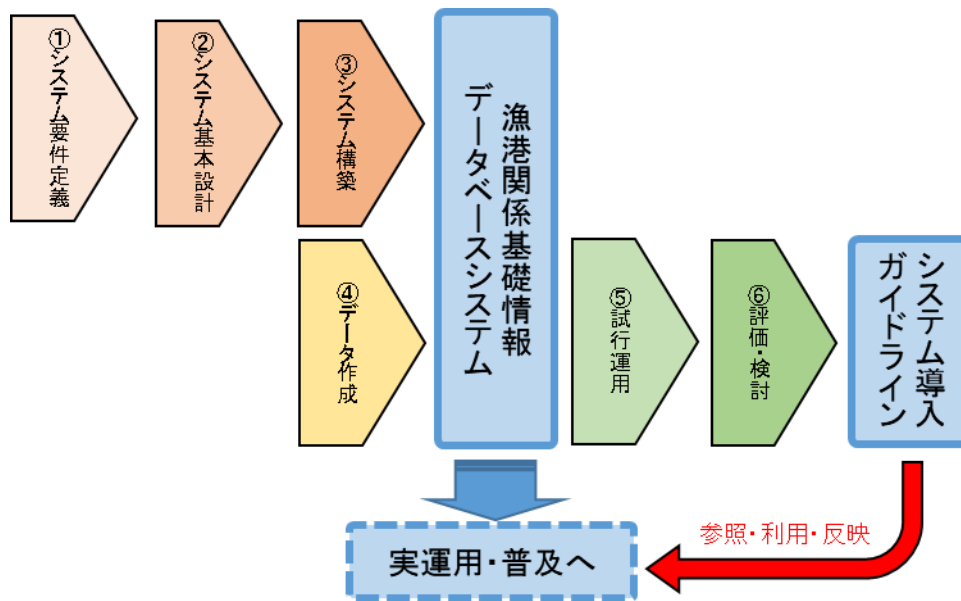 ①システム要件定義
②システム基本設計
③システム構築
④データ作成
漁港関係基礎情報
データベースシステム
⑤試行運用
⑥評価・検討
システム導入
ガイドライン
参照・利用・反映
実運用・普及へ